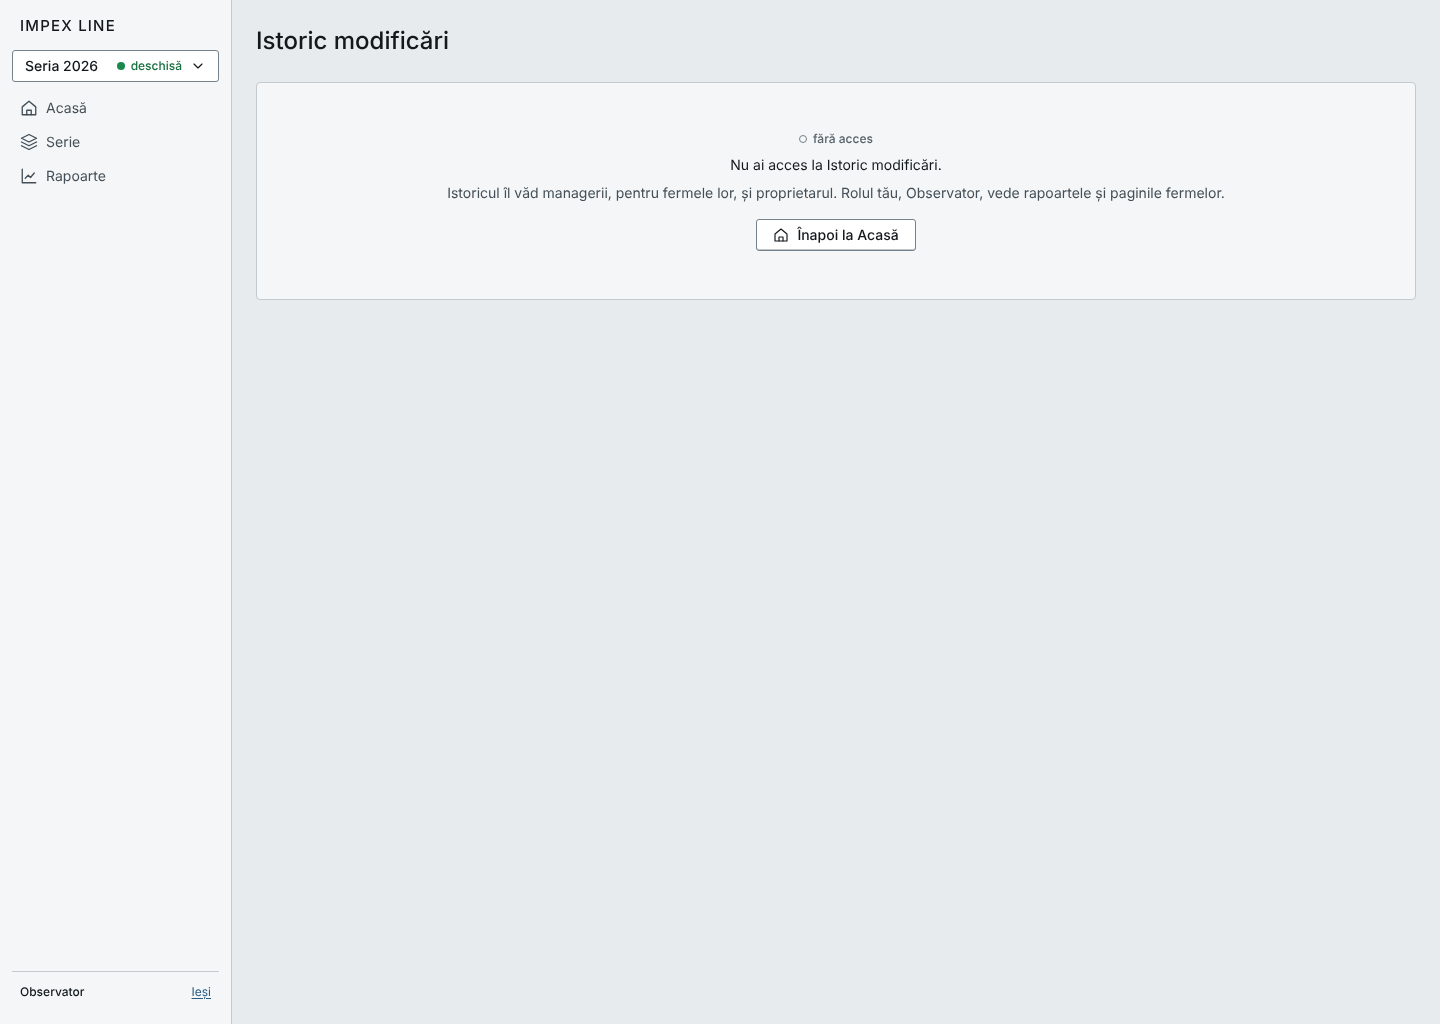 IMPEX LINE
Seria 2026 deschisă
Acasă
Serie
Rapoarte
Observator Ieși
Istoric modificări
fără acces
Nu ai acces la Istoric modificări.
Istoricul îl văd managerii, pentru fermele lor, și proprietarul. Rolul tău, Observator, vede rapoartele și paginile fermelor.
Înapoi la Acasă